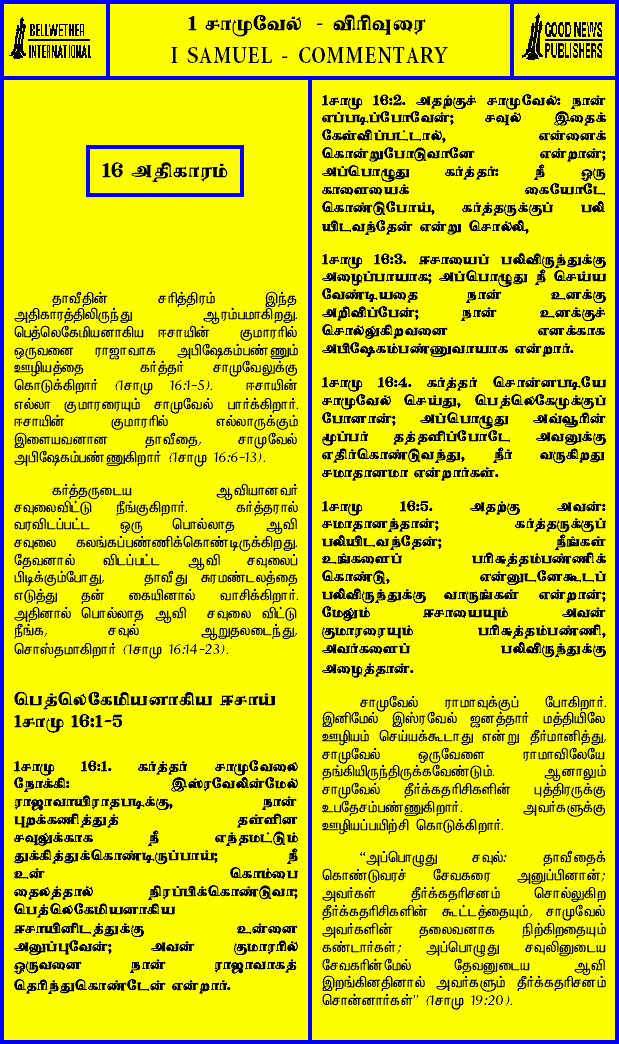 BELLWETHER
INTERNATIONAL
1 சாமுவேல் - விரிவுரை
I SAMUEL - COMMENTARY
GOOD NEWS
PUBLISHERS
16 அதிகாரம்
தாவீதின் சரித்திரம் இந்த
அதிகாரத்திலிருந்து ஆரம்பமாகிறது.
பெத்லெகேமியனாகிய ஈசாயின் குமாரரில்
ஒருவனை ராஜாவாக அபிஷேகம்பண்ணும்
ஊழியத்தை கர்த்தர் சாமுவேலுக்கு
கொடுக்கிறார் (1சாமு 16:1-5). ஈசாயின்
எல்லா குமாரரையும் சாமுவேல் பார்க்கிறார்.
ஈசாயின் குமாரரில் எல்லாருக்கும்
இளையவனான தாவீதை, சாமுவேல்
அபிஷேகம்பண்ணுகிறார் (1சாமு 16:6-13).
கர்த்தருடைய ஆவியானவர்
சவுலைவிட்டு நீங்குகிறார். கர்த்தரால்
வரவிடப்பட்ட ஒரு பொல்லாத ஆவி
சவுலை கலங்கப்பண்ணிக்கொண்டிருக்கிறது.
தேவனால் விடப்பட்ட ஆவி சவுலைப்
பிடிக்கும்போது, தாவீது சுரமண்டலத்தை
எடுத்து தன் கையினால் வாசிக்கிறார்.
அதினால் பொல்லாத ஆவி சவுலை விட்டு
நீங்க, சவுல் ஆறுதலடைந்து,
சொஸ்தமாகிறார் (1சாமு 16:14-23).
பெத்லெகேமியனாகிய ஈசாய்
1சாமு 16:1-5
1சாமு 16:1. கர்த்தர் சாமுவேலை
நோக்கி: இஸ்ரவேலின்மேல்
ராஜாவாயிராதபடிக்கு, நான்
புறக்கணித்துத் தள்ளின
சவுலுக்காக நீ எந்தமட்டும்
துக்கித்துக்கொண்டிருப்பாய்; நீ
உன் கொம்பை
தைலத்தால் நிரப்பிக்கொண்டுவா;
பெத்லெகேமியனாகிய
ஈசாயினிடத்துக்கு உன்னை
அனுப்புவேன்; அவன் குமாரரில்
ஒருவனை நான் ராஜாவாகத்
தெரிந்துகொண்டேன் என்றார்.
1சாமு 16:2. அதற்குச் சாமுவேல்: நான்
எப்படிப்போவேன்; சவுல் இதைக்
கேள்விப்பட்டால், என்னைக்
கொன்றுபோடுவானே என்றான்;
அப்பொழுது கர்த்தர்: நீ ஒரு
காளையைக் கையோடே
கொண்டுபோய், கர்த்தருக்குப் பலி
யிடவந்தேன் என்று சொல்லி,
1சாமு 16:3. ஈசாயைப் பலிவிருந்துக்கு
அழைப்பாயாக; அப்பொழுது நீ செய்ய
வேண்டியதை நான் உனக்கு
அறிவிப்பேன்; நான் உனக்குச்
சொல்லுகிறவனை எனக்காக
அபிஷேகம்பண்ணுவாயாக என்றார்.
1சாமு 16:4. கர்த்தர் சொன்னபடியே
சாமுவேல் செய்து, பெத்லெகேமுக்குப்
போனான்; அப்பொழுது அவ்வூரின்
மூப்பர் தத்தளிப்போடே அவனுக்கு
எதிர்கொண்டுவந்து, நீர் வருகிறது
சமாதானமா என்றார்கள்.
1சாமு 16:5. அதற்கு அவன்:
சமாதானந்தான்; கர்த்தருக்குப்
பலியிடவந்தேன்; நீங்கள்
உங்களைப் பரிசுத்தம்பண்ணிக்
கொண்டு, என்னுடனேகூடப்
பலிவிருந்துக்கு வாருங்கள் என்றான்;
மேலும் ஈசாயையும் அவன்
குமாரரையும் பரிசுத்தம்பண்ணி,
அவர்களைப் பலிவிருந்துக்கு
அழைத்தான்.
சாமுவேல் ராமாவுக்குப் போகிறார்.
இனிமேல் இஸ்ரவேல் ஜனத்தார் மத்தியிலே
ஊழியம் செய்யக்கூடாது என்று தீர்மானித்து,
சாமுவேல் ஒருவேளை ராமாவிலேயே
தங்கியிருந்திருக்கவேண்டும். ஆனாலும்
சாமுவேல் தீர்க்கதரிசிகளின் புத்திரருக்கு
உபதேசம்பண்ணுகிறார். அவர்களுக்கு
ஊழியப்பயிற்சி கொடுக்கிறார்.
“அப்பொழுது சவுல்: தாவீதைக்
கொண்டுவரச் சேவகரை அனுப்பினான்;
அவர்கள் தீர்க்கதரிசனம் சொல்லுகிற
தீர்க்கதரிசிகளின் கூட்டத்தையும், சாமுவேல்
அவர்களின் தலைவனாக நிற்கிறதையும்
கண்டார்கள்; அப்பொழுது சவுலினுடைய
சேவகரின்மேல் தேவனுடைய ஆவி
இறங்கினதினால் அவர்களும் தீர்க்கதரிசனம்
சொன்னார்கள்” (1சாமு 19:20).